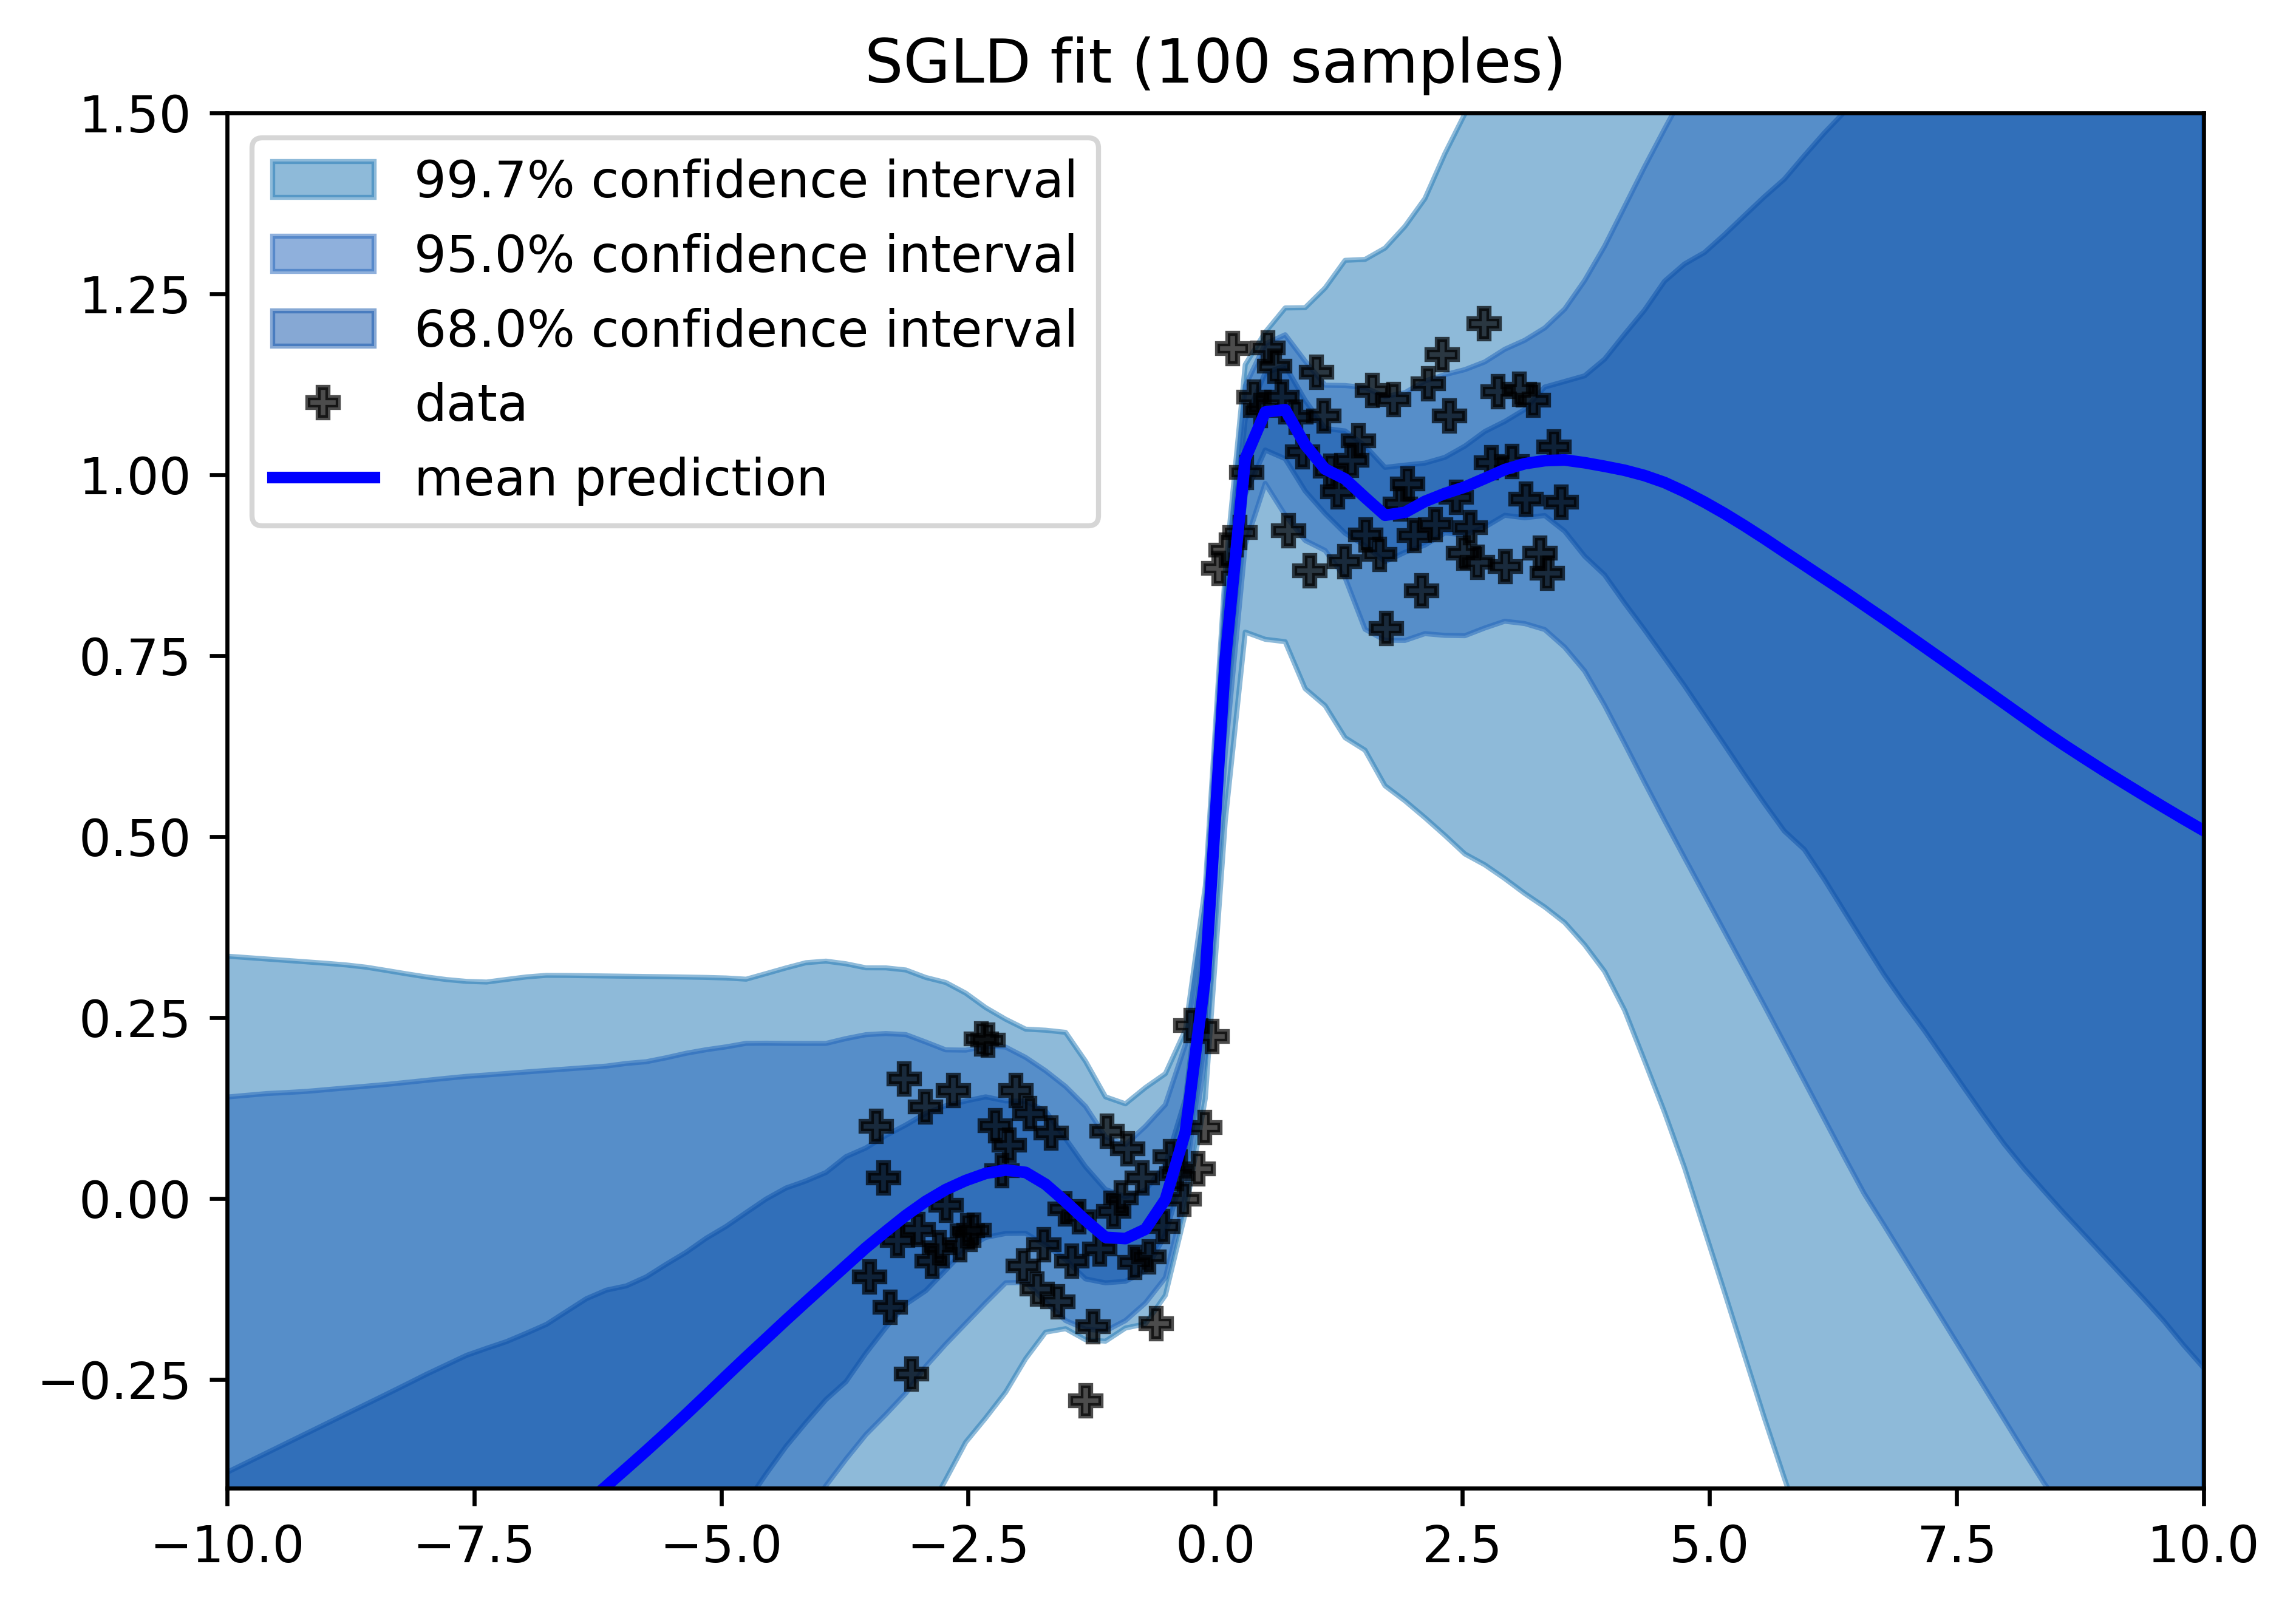 SGLD fit (100 samples)
1.50
1.25
1.00
0.75
0.50
0.25
0.00
−0.25
99.7% confidence interval
95.0% confidence interval
68.0% confidence interval
data
mean prediction
−10.0 −7.5 −5.0 −2.5 0.0 2.5 5.0 7.5 10.0